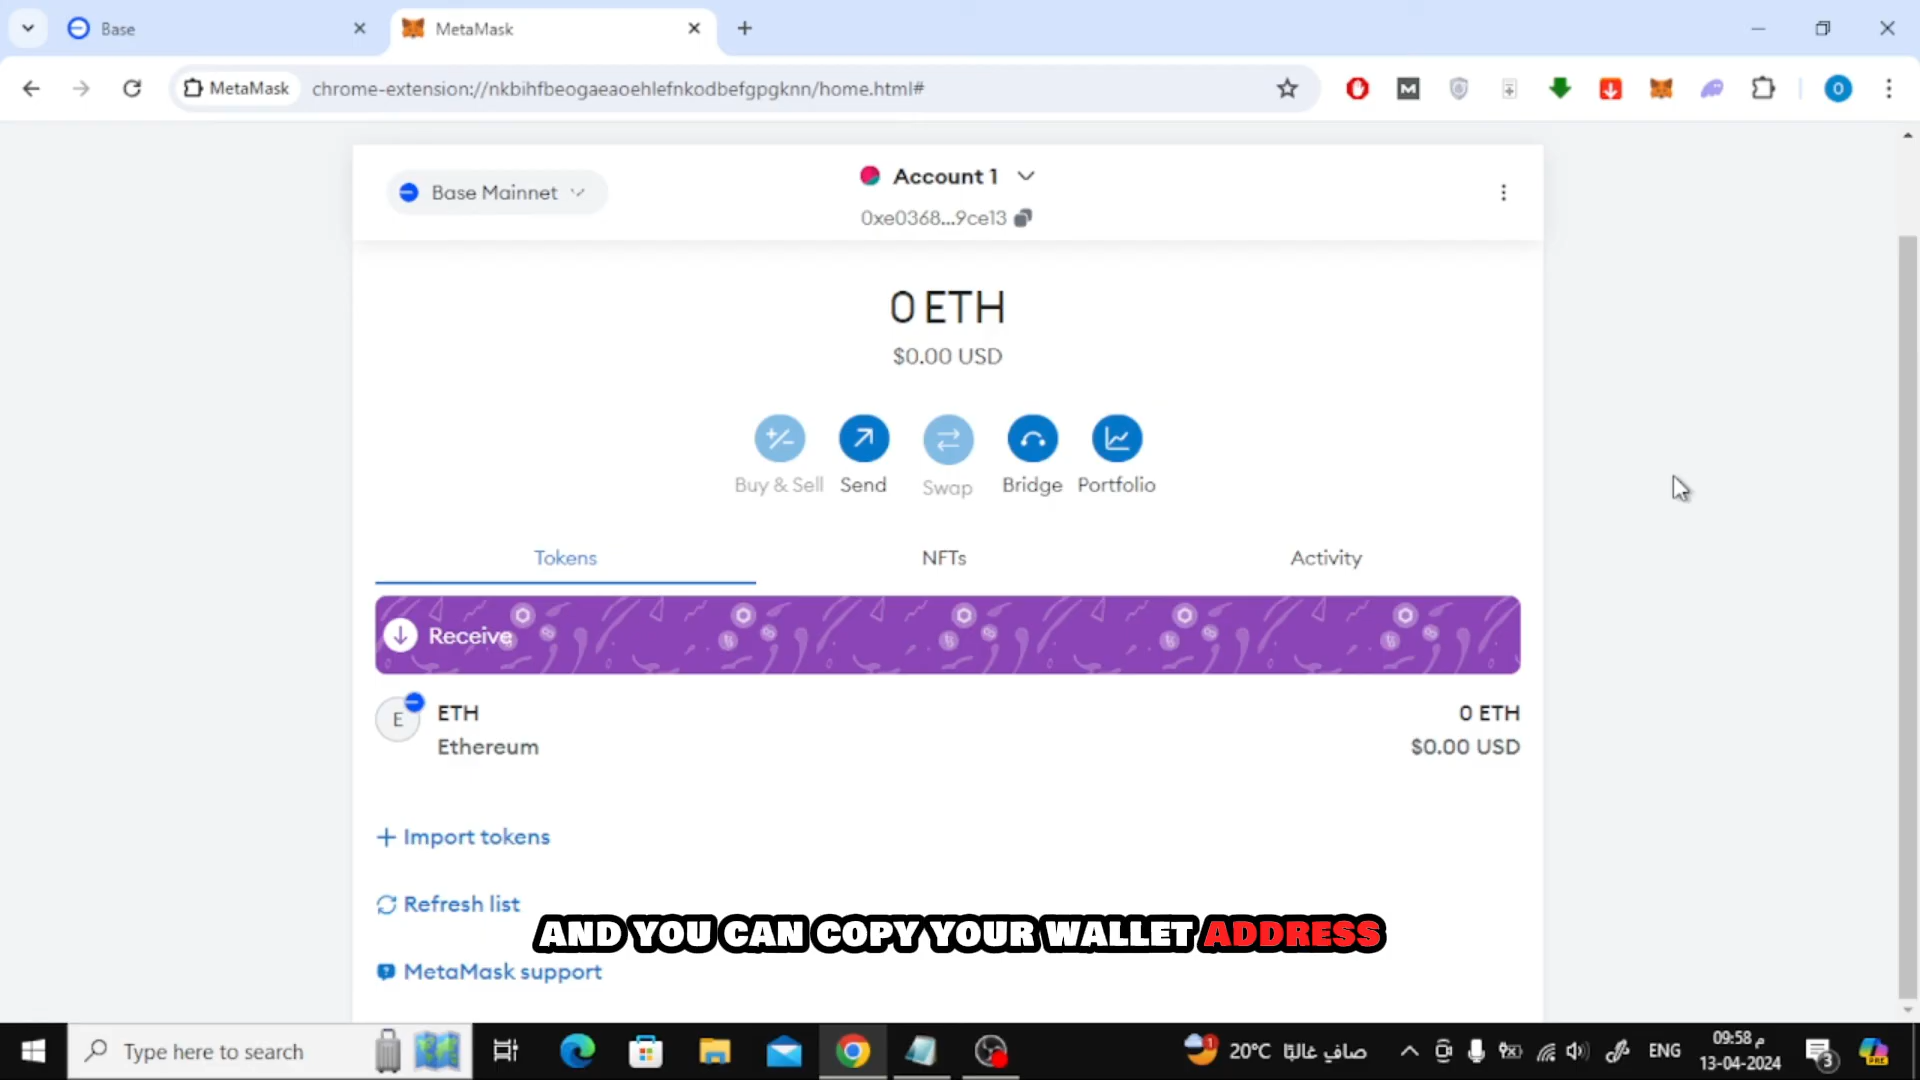 Base
MetaMask
MetaMask
chrome-extension://nkbihfbeogaeaoehlefnkodbefgpgknn/home.html#
O
Base Mainnet
Account 1
0xe0368...9ce13
0 ETH
$0.00 USD
Buy & Sell
Send
Swap
Bridge
Portfolio
Tokens
NFTs
Activity
Receive
E
ETH
0 ETH
Ethereum
$0.00 USD
+ Import tokens
Refresh list
AND YOU CAN COPY YOUR WALLET ADDRESS
MetaMask support
Type here to search
1
20°C صافٍ غالبًا
ENG
09:58 م
13-04-2024
3
PRE